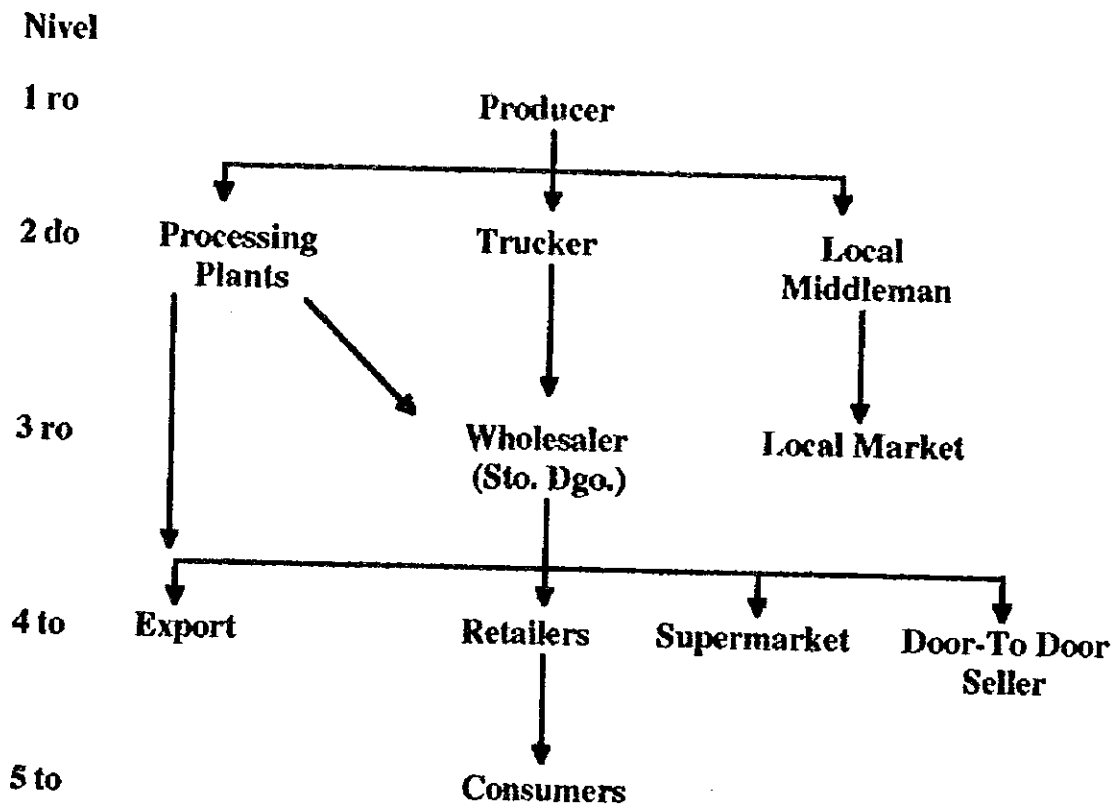 Nivel
1 ro
Producer
2 do
Processing
Plants
Trucker
Local
Middleman
3 ro
Wholesaler
(Sto. Dgo.)
Local Market
4 to
Export
Retailers
Supermarket
Door-To Door
Seller
5 to
Consumers